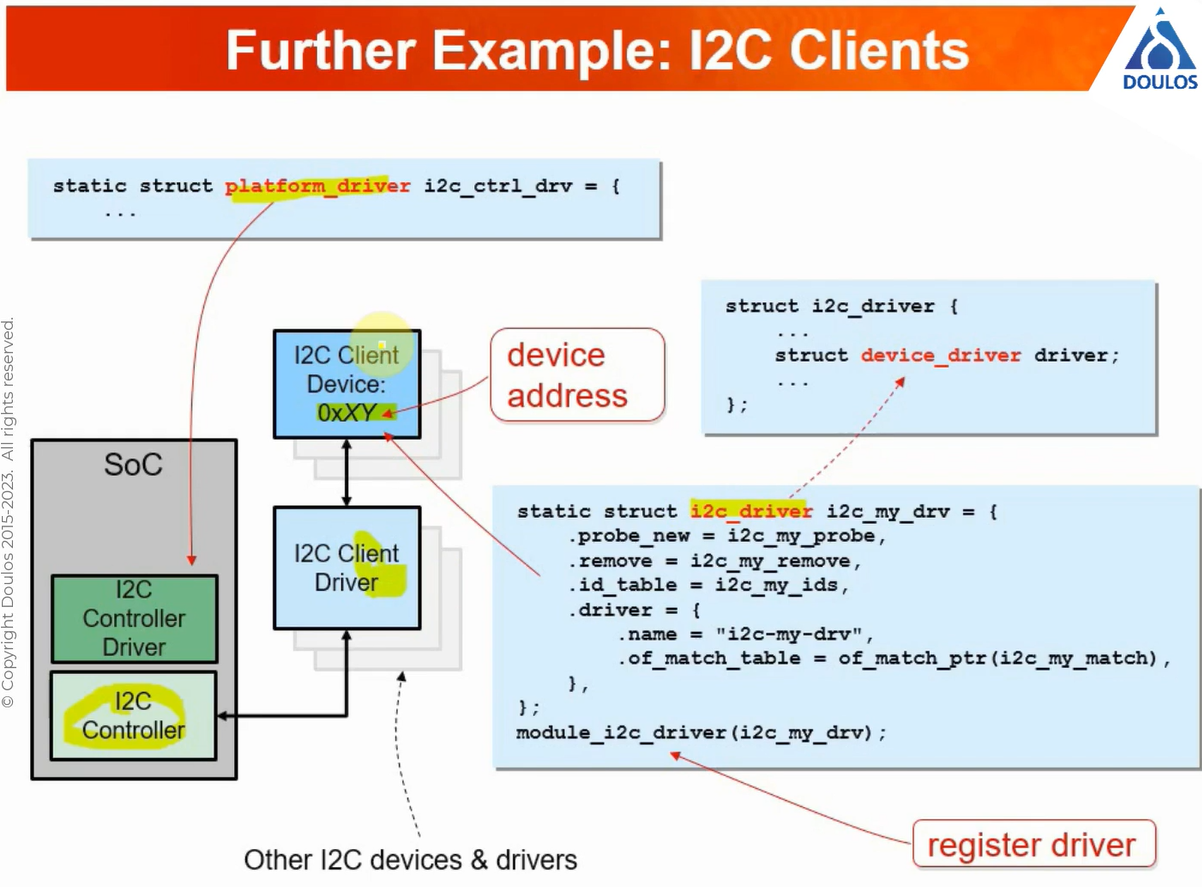 Further Example: I2C Clients
DOULOS
static struct platform_driver i2c_ctrl_drv = {
...
struct i2c_driver {
...
struct device_driver driver;
...
};
I2C Client
Device:
0xXY
device
address
SoC
I2C Client
Driver
I2C
Controller
Driver
I2C
Controller
static struct i2c_driver i2c_my_drv = {
.probe_new = i2c_my_probe,
.remove = i2c_my_remove,
.id_table = i2c_my_ids,
.driver = {
.name = "i2c-my-drv",
.of_match_table = of_match_ptr(i2c_my_match),
},
};
module_i2c_driver(i2c_my_drv);
register driver
Other I2C devices & drivers
© Copyright Doulos 2015-2023. All rights reserved.